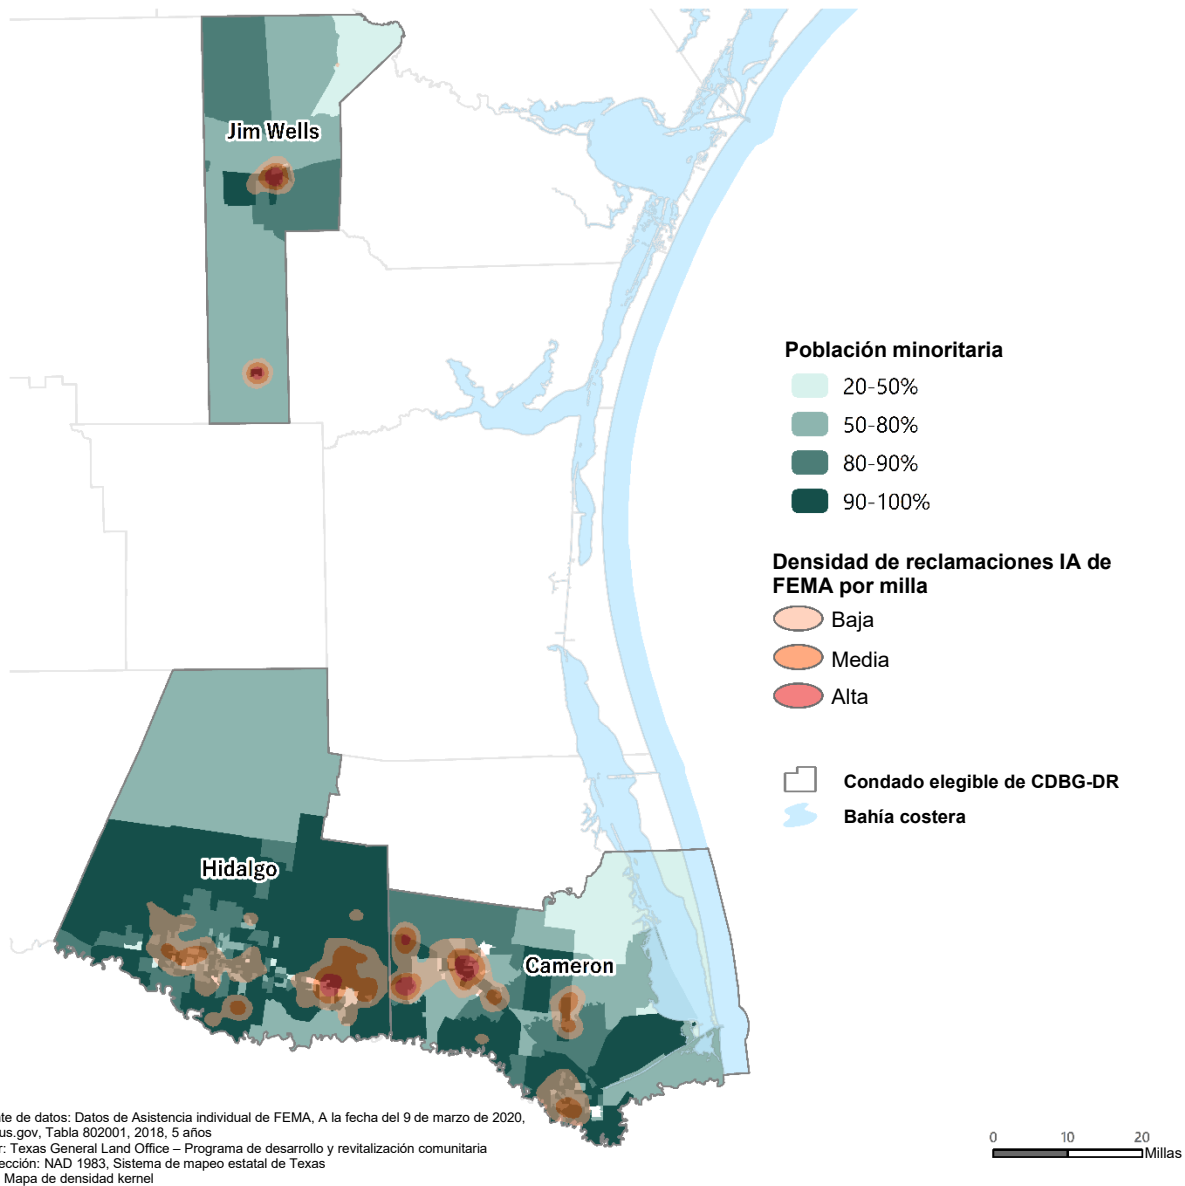 Jim Wells
Población minoritaria
20-50%
50-80%
80-90%
90-100%
Densidad de reclamaciones IA de
FEMA por milla
Baja
Media
Alta
Condado elegible de CDBG-DR
Bahía costera
Hidalgo
Cameron
te de datos: Datos de Asistencia individual de FEMA, A la fecha del 9 de marzo de 2020,
us.gov, Tabla 802001, 2018, 5 años
r: Texas General Land Office – Programa de desarrollo y revitalización comunitaria
ección: NAD 1983, Sistema de mapeo estatal de Texas
Mapa de densidad kernel
0 10 20
Millas